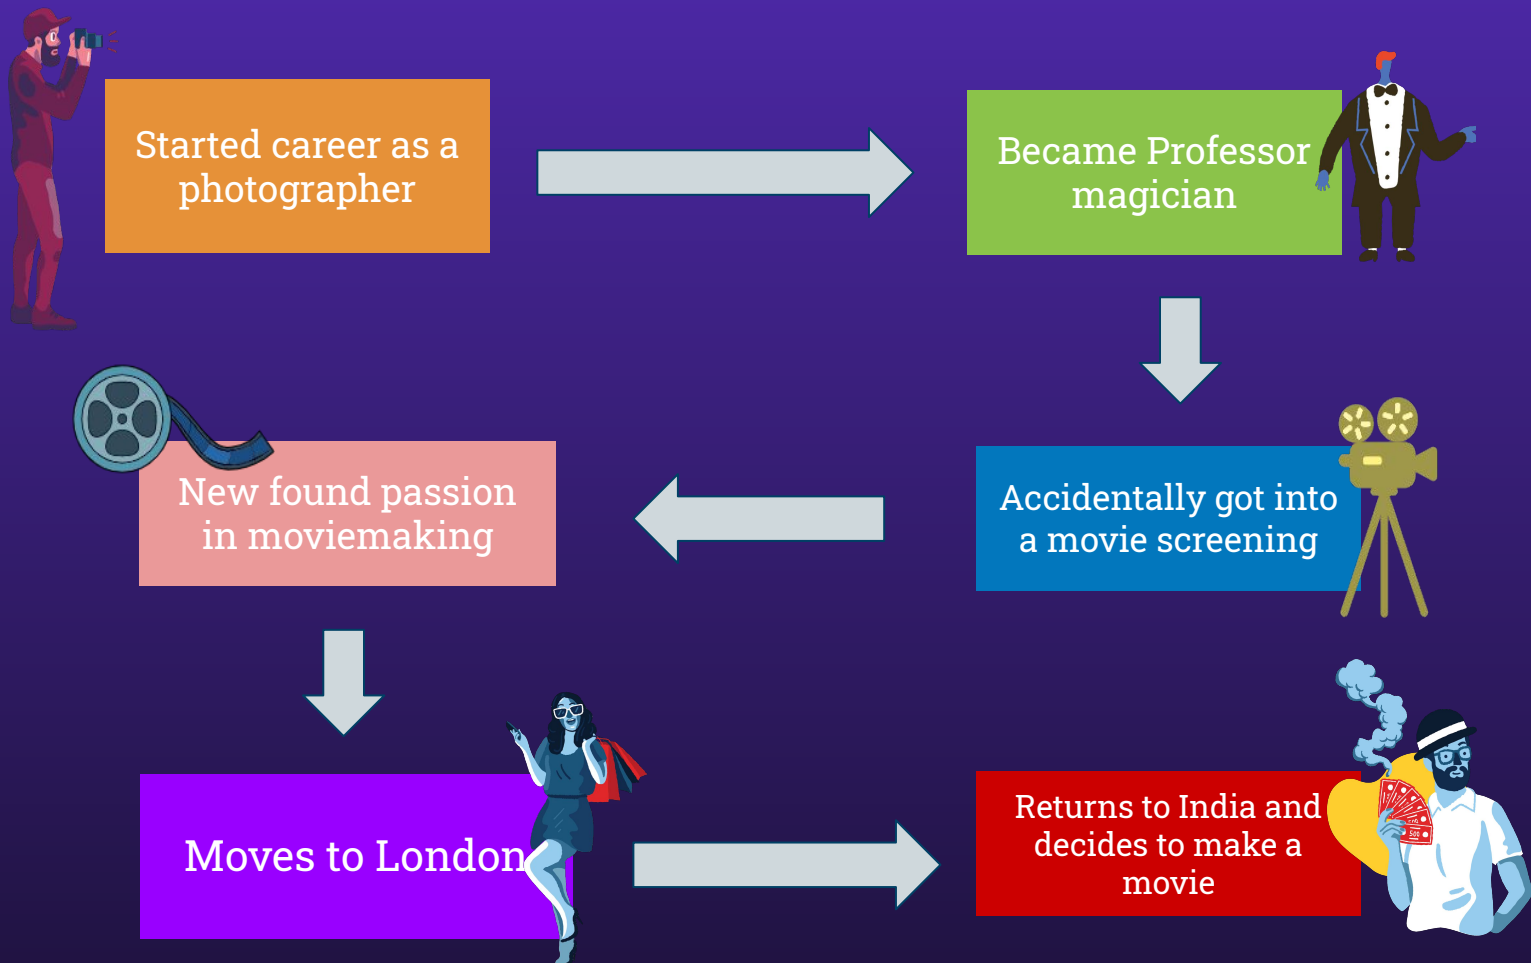 Started career as a
photographer
Became Professor
magician
Accidentally got into
a movie screening
New found passion
in moviemaking
Moves to London
Returns to India and
decides to make a
movie